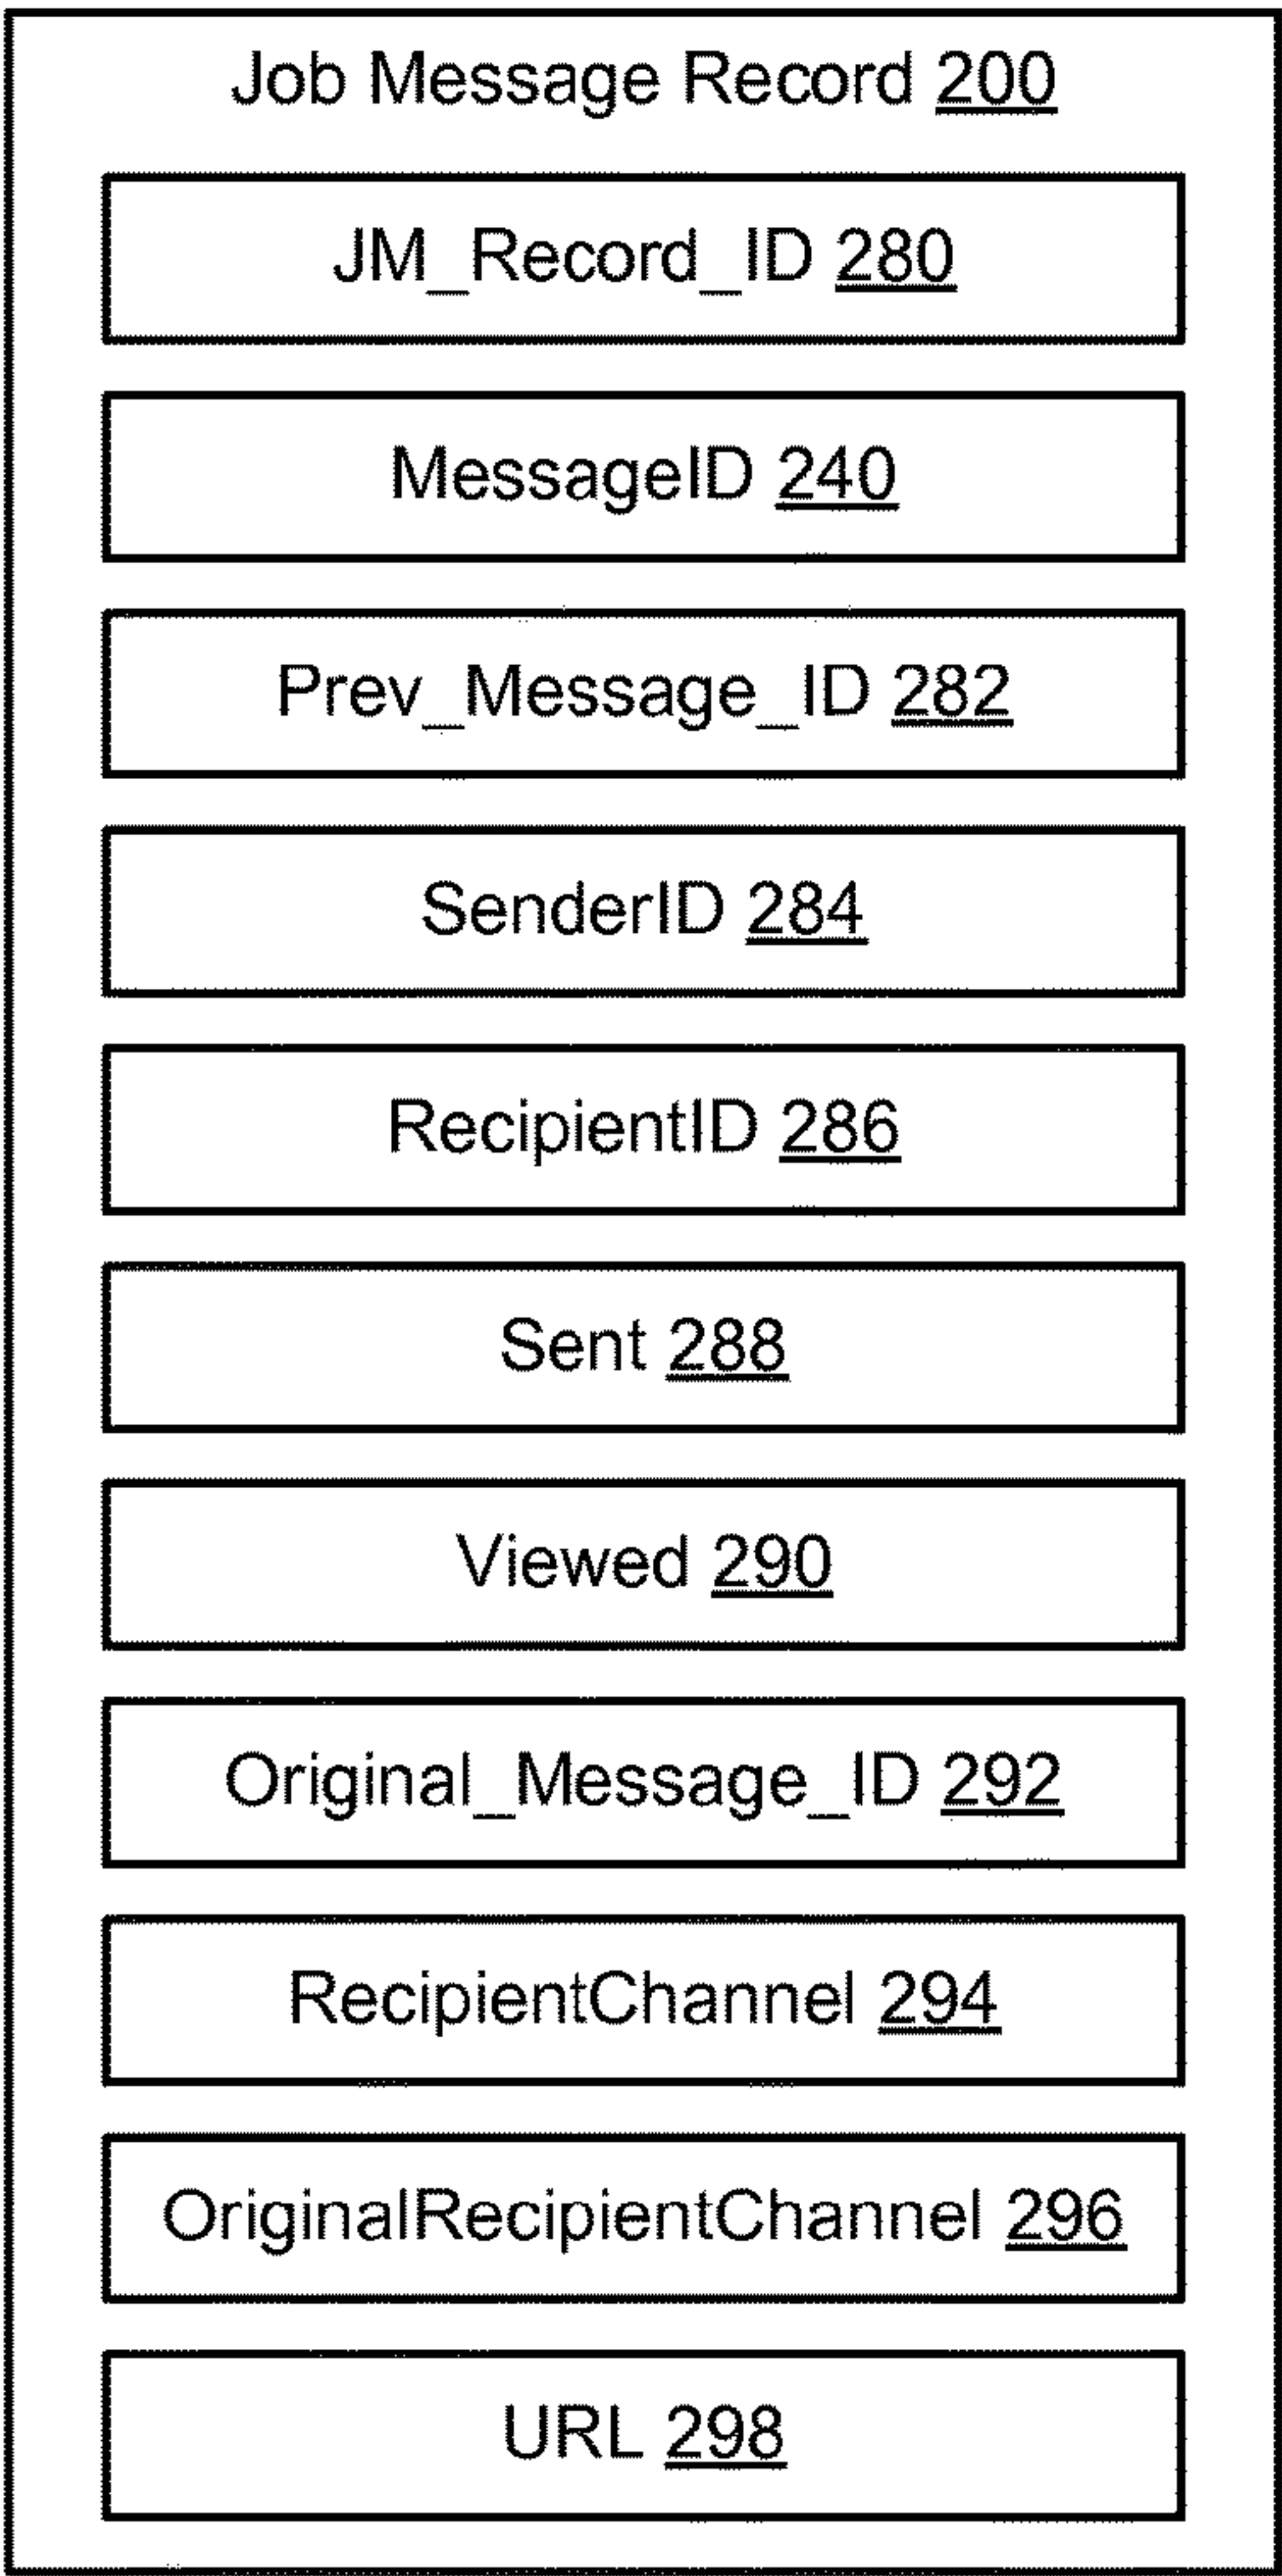 Job Message Record 200
JM_Record_ID 280
MessageID 240
Prev_Message_ID 282
SenderID 284
RecipientID 286
Sent 288
Viewed 290
Original_Message_ID 292
RecipientChannel 294
OriginalRecipientChannel 296
URL 298